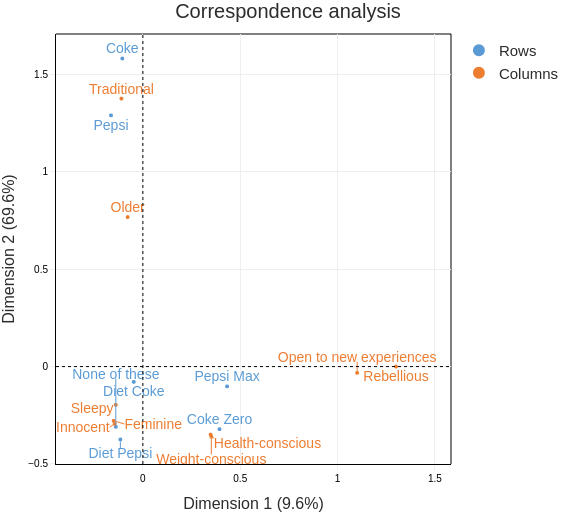 Correspondence analysis
Coke
Rows
Columns
1.5
Traditional
Pepsi
1
Older
Dimension 2 (69.6%)
0.5
Open to new experiences
0
None of these
Pepsi Max
Rebellious
Diet Coke
Sleepy
Coke Zero
Innocent
Feminine
Health-conscious
Diet Pepsi
Weight-conscious
−0.5
0
0.5
1
1.5
Dimension 1 (9.6%)